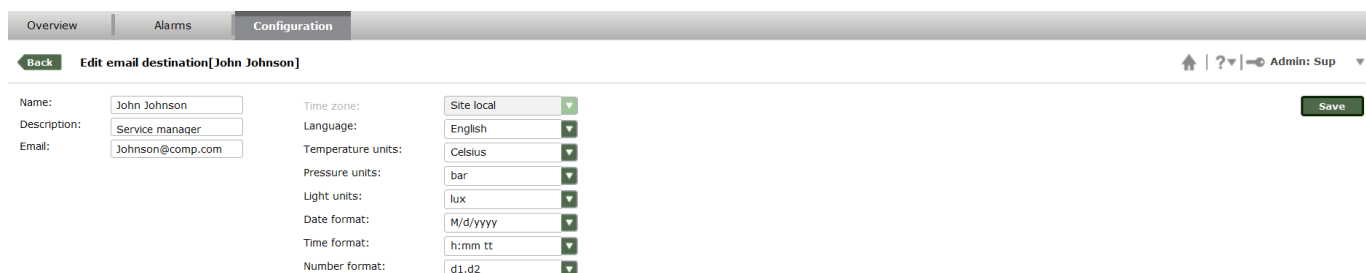 Overview Alarms Configuration
Back Edit email destination[John Johnson] ? Admin: Sup
Name: John Johnson Time zone: Site local Save
Description: Service manager Language: English
Email: Johnson@comp.com Temperature units: Celsius
Pressure units: bar
Light units: lux
Date format: M/d/yyyy
Time format: h:mm tt
Number format: d1.d2